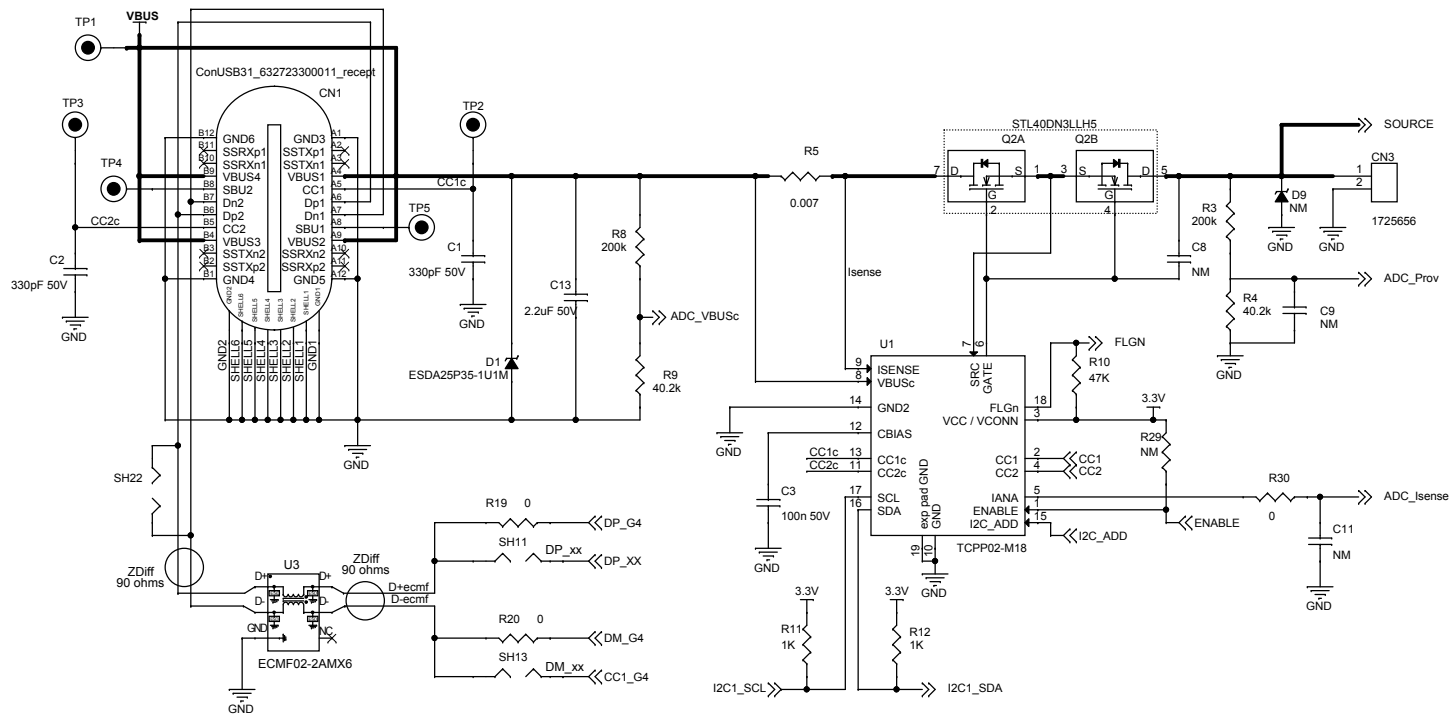 VBUS
TP1
ConUSB31_632723300011_recept
CN1
TP3
TP2
TP4
TP5
CC2c
CC1c
B12 GND6
B11 SSRXp1
B10 SSRXn1
B9 VBUS4
B8 SBU2
B7 Dn2
B6 Dp2
B5 CC2
B4 VBUS3
B3 SSTXn2
B2 SSTXp2
B1 GND4
GND3 A1
SSTXp1 A2
SSTXn1 A3
VBUS1 A4
CC1 A5
Dp1 A6
Dn1 A7
SBU1 A8
VBUS2 A9
SSRXn2 A10
SSRXp2 A11
GND5 A12
GND2
SHELL6
SHELL5
SHELL4
SHELL3
SHELL2
SHELL1
GND1
GND2
SHELL6
SHELL5
SHELL4
SHELL3
SHELL2
SHELL1
GND1
C2
330pF 50V
GND
C1
330pF 50V
GND
D1
ESDA25P35-1U1M
C13
2.2uF 50V
R8
200k
ADC_VBUSc
R9
40.2k
GND
R5
0.007
Isense
STL40DN3LLH5
Q2A
Q2B
7 D
S 1
G
2
3 S
D 5
G
4
C8
NM
R3
200k
R4
40.2k
GND
C9
NM
D9
NM
GND
GND
SOURCE
CN3
1
2
1725656
ADC_Prov
U1
7 SRC
6 GATE
9 ISENSE
8 VBUSc
14 GND2
12 CBIAS
CC1c 13 CC1c
CC2c 11 CC2c
17 SCL
16 SDA
FLGn 18
VCC / VCONN 3
CC1 2
CC2 4
IANA 5
ENABLE 1
I2C_ADD 15
exp pad GND 19
GND 10
TCPP02-M18
GND
GND
C3
100n 50V
GND
FLGN
R10
47K
3.3V
R29
NM
CC1
CC2
ENABLE
I2C_ADD
R30
0
ADC_Isense
C11
NM
GND
3.3V
R11
1K
3.3V
R12
1K
I2C1_SCL
I2C1_SDA
SH22
ZDiff
90 ohms
U3
D+
D+
D-
D-
GND
NC
ECMF02-2AMX6
GND
ZDiff
90 ohms
D+ecmf
D-ecmf
R19 0
DP_G4
SH11
DP_xx
DP_XX
R20 0
DM_G4
SH13
DM_xx
CC1_G4